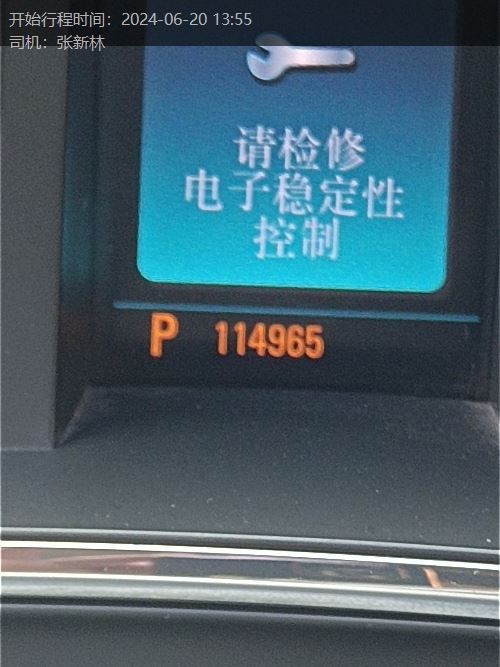 开始行程时间：2024-06-20 13:55
司机：张新林
请检修
电子稳定性
控制
P 114965